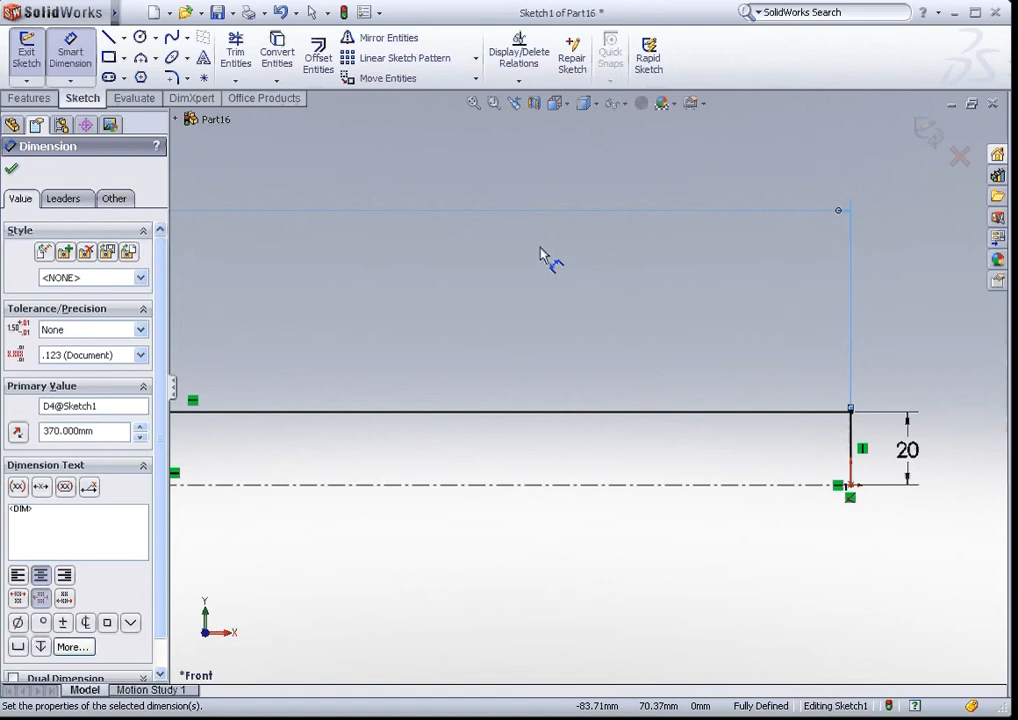 SolidWorks
Sketch1 of Part16 *
SolidWorks Search
Exit Sketch
Smart Dimension
Trim Entities
Convert Entities
Offset Entities
Mirror Entities
Linear Sketch Pattern
Move Entities
Display/Delete Relations
Repair Sketch
Quick Snaps
Rapid Sketch
Features
Sketch
Evaluate
DimXpert
Office Products
Part16
Dimension
?
Value
Leaders
Other
Style
<NONE>
Tolerance/Precision
None
.123 (Document)
Primary Value
D4@Sketch1
370.000mm
Dimension Text
<DIM>
More...
Dual Dimension
20
Y
X
*Front
Model
Motion Study 1
Set the properties of the selected dimension(s).
-83.71mm
70.37mm
0mm
Fully Defined
Editing Sketch1